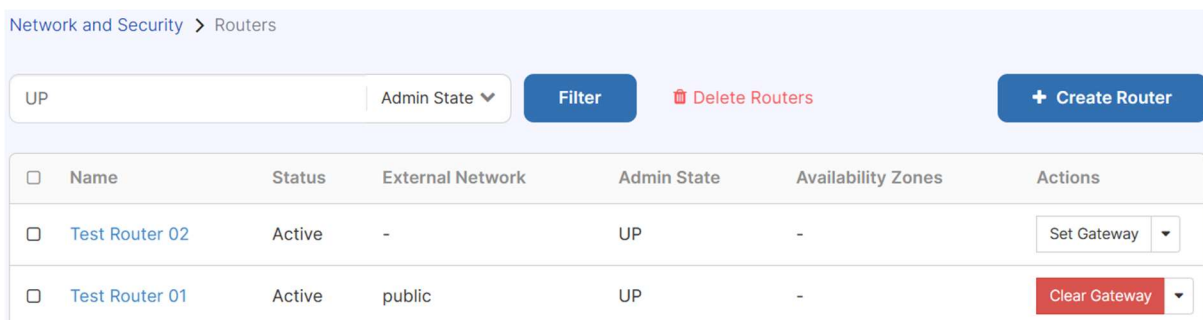 Network and Security > Routers
UP Admin State Filter Delete Routers + Create Router
Name Status External Network Admin State Availability Zones Actions
Test Router 02 Active - UP - Set Gateway
Test Router 01 Active public UP - Clear Gateway